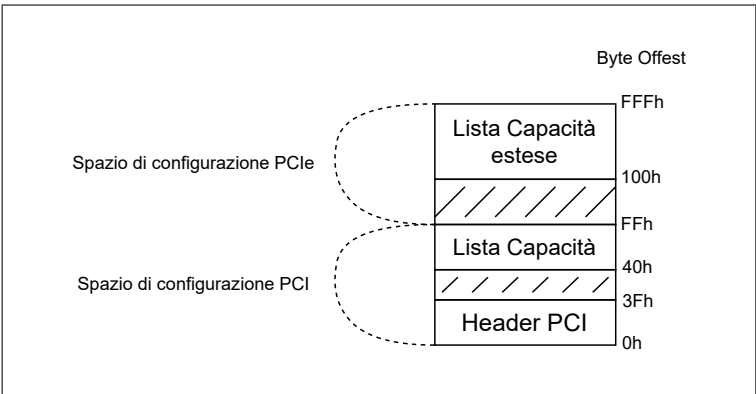 Byte Offest
FFFh
Lista Capacità
estese
Spazio di configurazione PCIe
100h
FFh
Lista Capacità
40h
Spazio di configurazione PCI
3Fh
Header PCI
0h